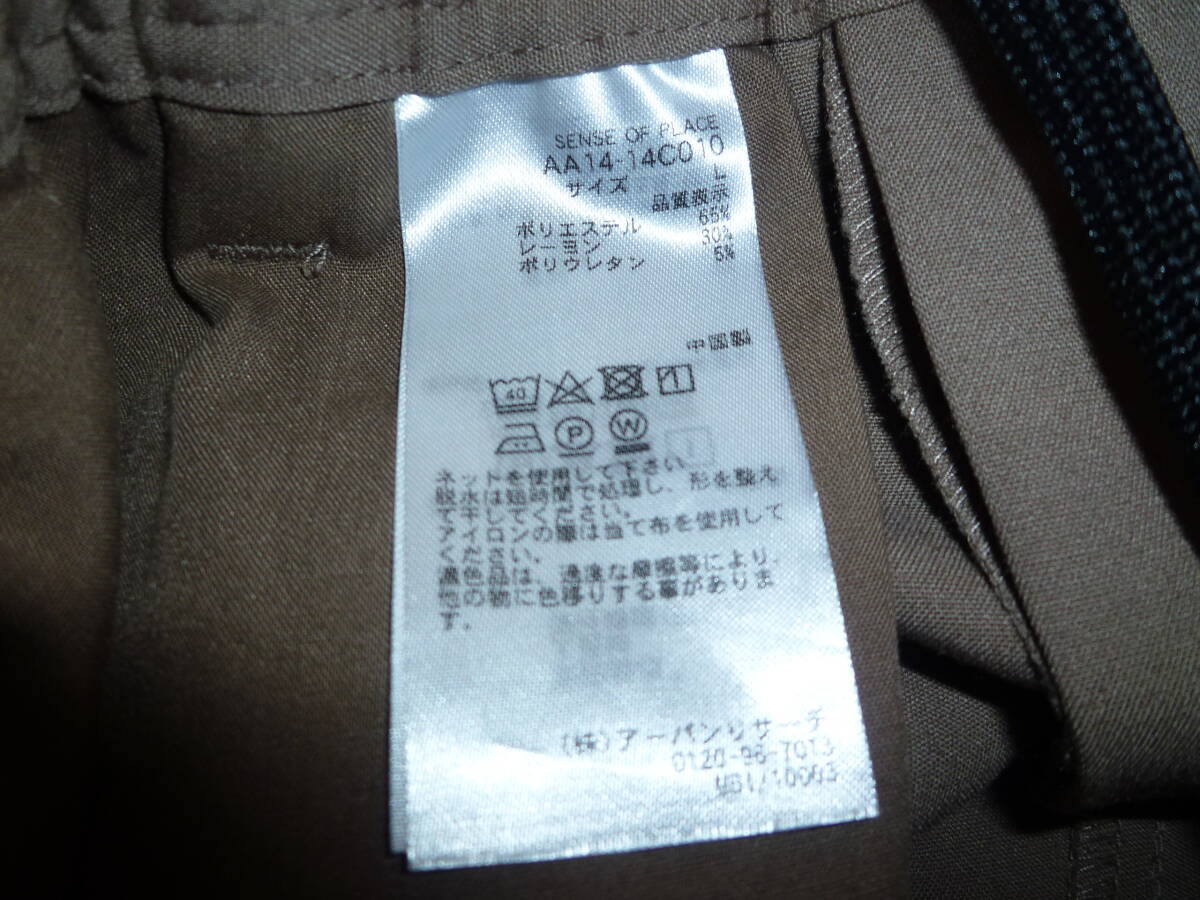 SENSE OF PLACE
AA14-14C010
サイズ L
品質表示
ポリエステル 65%
レーヨン 30%
ポリウレタン 5%
中国製
40
P W
ネットを使用して下さい。
脱水は短時間で処理し、形を整え
て干してください。
アイロンの際は当て布を使用して
ください。
濃色品は、過度な摩擦等により、
他の物に色移りする事がありま
す。
(株)アーバンリサーチ
0120-96-7013